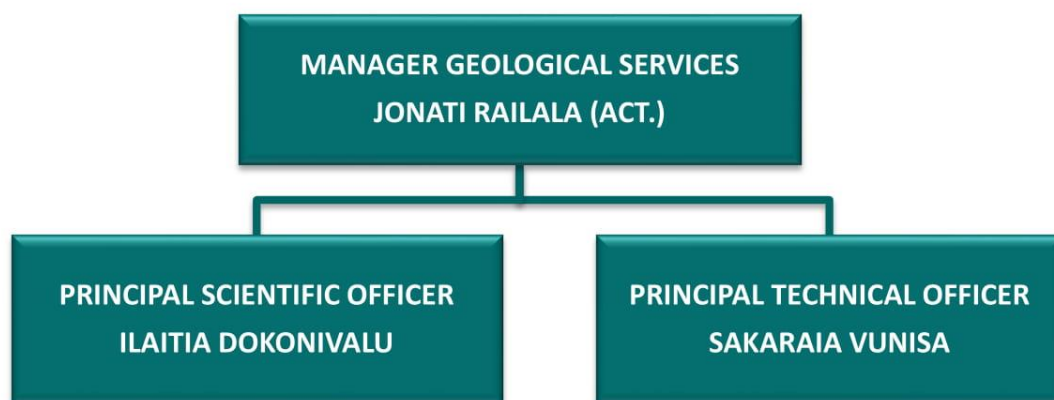 MANAGER GEOLOGICAL SERVICES
JONATI RAILALA (ACT.)
PRINCIPAL SCIENTIFIC OFFICER
ILAITIA DOKONIVALU
PRINCIPAL TECHNICAL OFFICER
SAKARAIA VUNISA